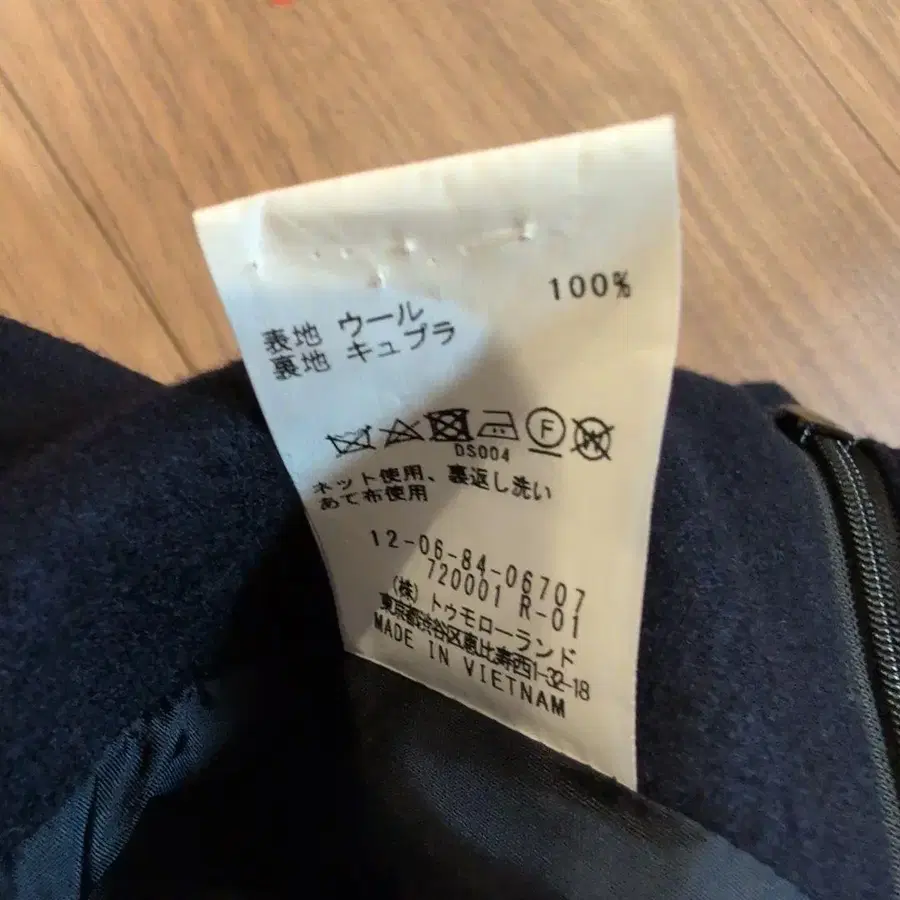 100%
表地 ウール
裏地 キュプラ
F W
DS004
ネット使用、裏返し洗い
あて布使用
12-06-84-06707
720001 R-01
(株) トゥモローランド
東京都渋谷区恵比寿西1-32-18
MADE IN VIETNAM